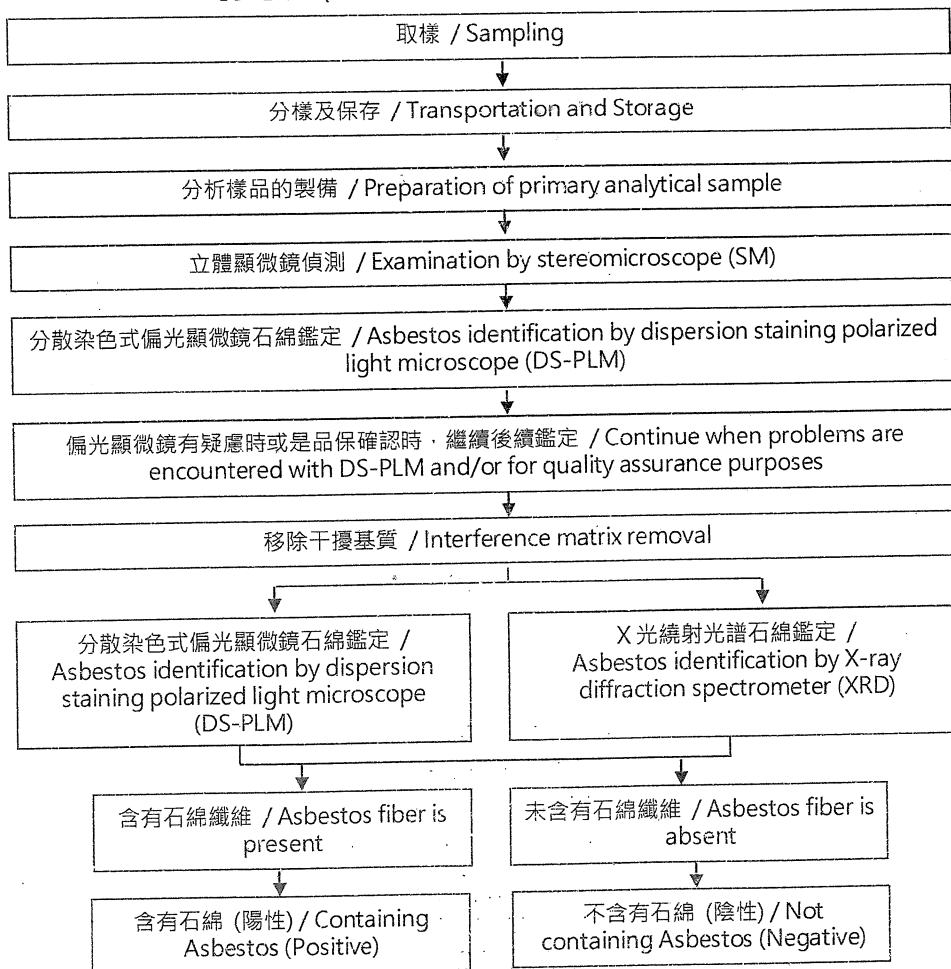 取樣 / Sampling
分樣及保存 / Transportation and Storage
分析樣品的製備 / Preparation of primary analytical sample
立體顯微鏡偵測 / Examination by stereomicroscope (SM)
分散染色式偏光顯微鏡石綿鑑定 / Asbestos identification by dispersion staining polarized
light microscope (DS-PLM)
偏光顯微鏡有疑慮時或是品保確認時，繼續後續鑑定 / Continue when problems are
encountered with DS-PLM and/or for quality assurance purposes
移除干擾基質 / Interference matrix removal
分散染色式偏光顯微鏡石綿鑑定 /
Asbestos identification by dispersion
staining polarized light microscope
(DS-PLM)
X 光繞射光譜石綿鑑定 /
Asbestos identification by X-ray
diffraction spectrometer (XRD)
含有石綿纖維 / Asbestos fiber is
present
未含有石綿纖維 / Asbestos fiber is
absent
含有石綿 (陽性) / Containing
Asbestos (Positive)
不含有石綿 (陰性) / Not
containing Asbestos (Negative)